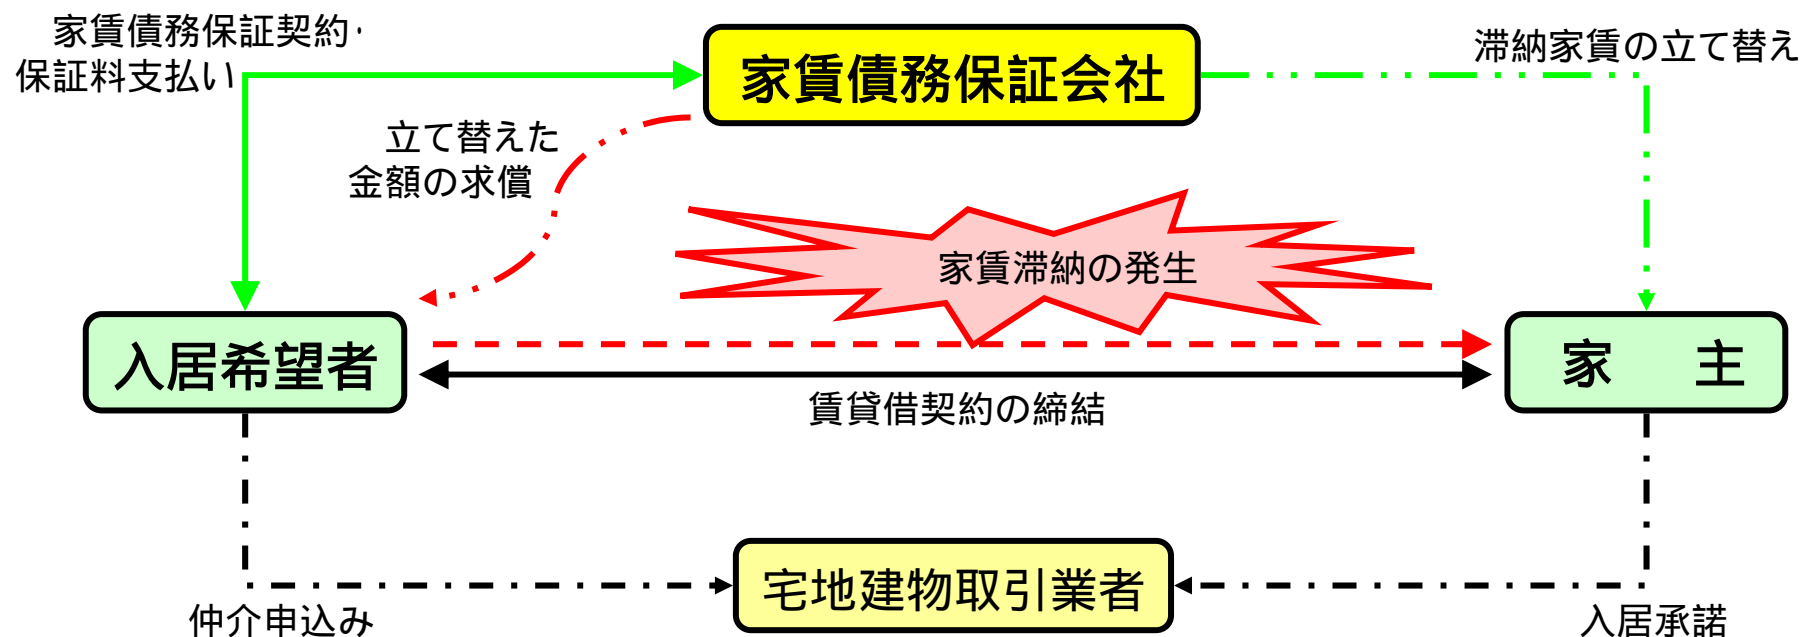 家賃債務保証契約・
保証料支払い
家賃債務保証会社
滞納家賃の立て替え
立て替えた
金額の求償
家賃滞納の発生
入居希望者
家　主
賃貸借契約の締結
宅地建物取引業者
仲介申込み
入居承諾